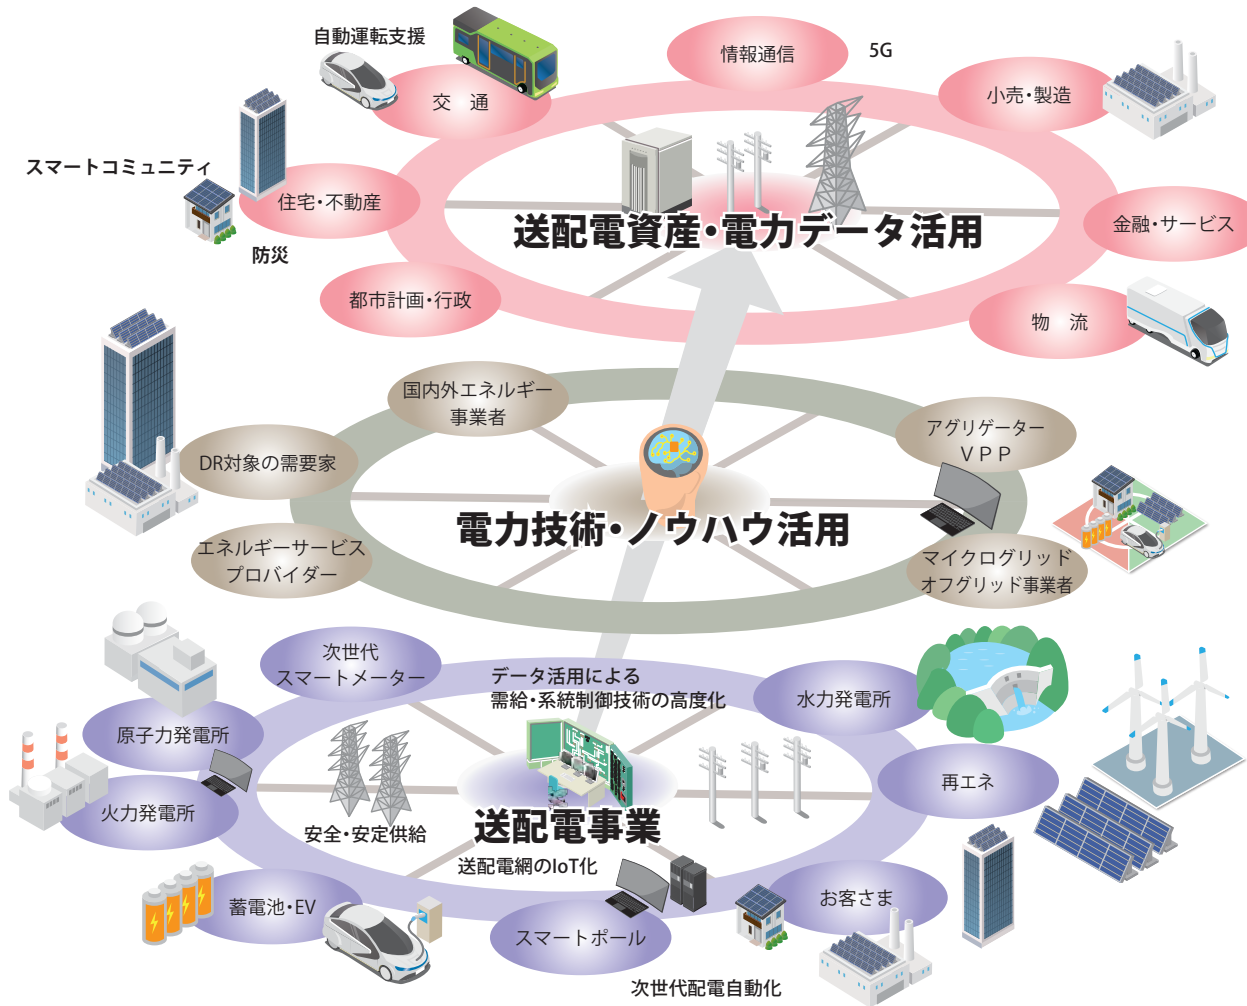 自動運転支援
情報通信
5G
交　通
小売・製造
スマートコミュニティ
住宅・不動産
金融・サービス
送配電資産・電力データ活用
防災
都市計画・行政
物　流
国内外エネルギー
事業者
アグリゲーター
ＶＰＰ
DR対象の需要家
電力技術・ノウハウ活用
エネルギーサービス
プロバイダー
マイクログリッド
オフグリッド事業者
次世代
スマートメーター
データ活用による
需給・系統制御技術の高度化
水力発電所
原子力発電所
再エネ
火力発電所
安全・安定供給
送配電事業
送配電網のIoT化
蓄電池・EV
お客さま
スマートポール
次世代配電自動化